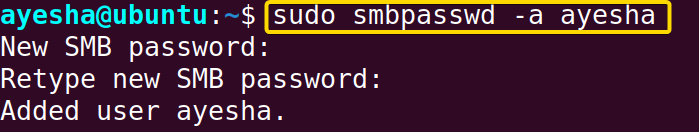 ayesha@ubuntu:~$ sudo smbpasswd -a ayesha
New SMB password:
Retype new SMB password:
Added user ayesha.